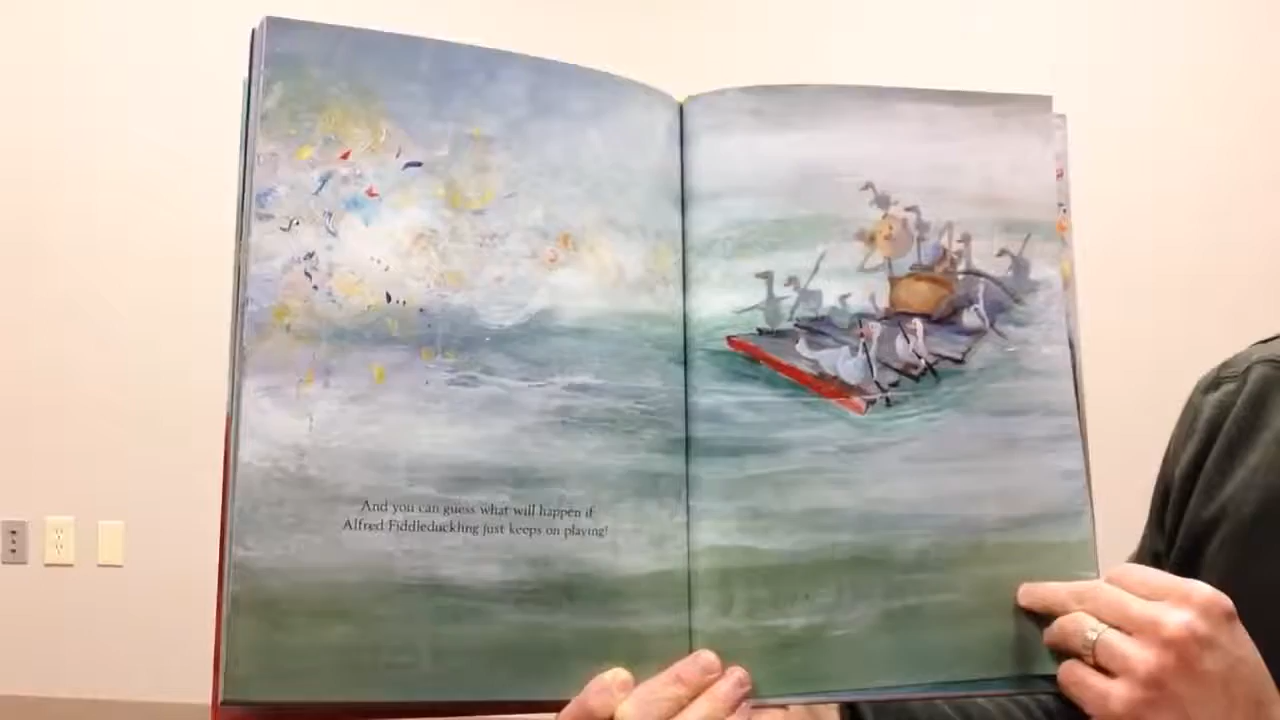 And you can guess what will happen if
Alfred Fiddleduckling just keeps on playing!